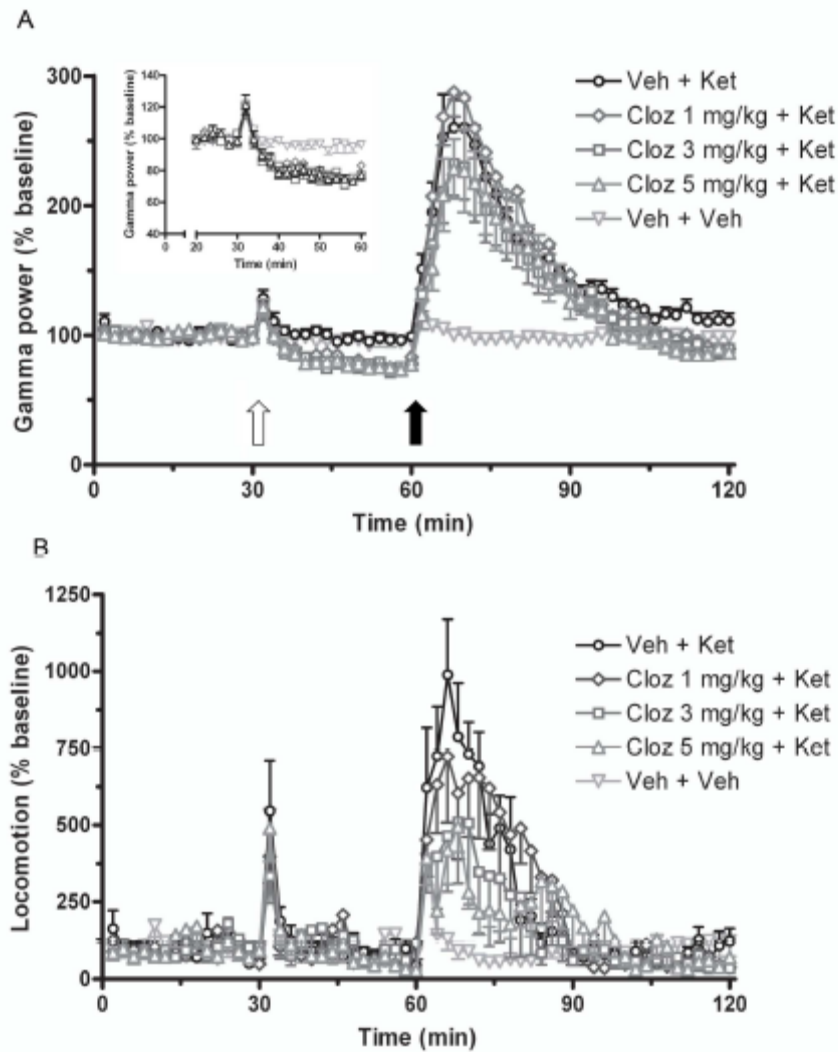 A
300
200
100
0
Gamma power (% baseline)
0
30
60
90
120
Time (min)
140
120
100
80
60
40
Gamma power (% baseline)
0
20
30
40
50
60
Time (min)
Veh + Ket
Cloz 1 mg/kg + Ket
Cloz 3 mg/kg + Ket
Cloz 5 mg/kg + Ket
Veh + Veh
B
1250
1000
750
500
250
0
Locomotion (% baseline)
0
30
60
90
120
Time (min)
Veh + Ket
Cloz 1 mg/kg + Ket
Cloz 3 mg/kg + Ket
Cloz 5 mg/kg + Ket
Veh + Veh